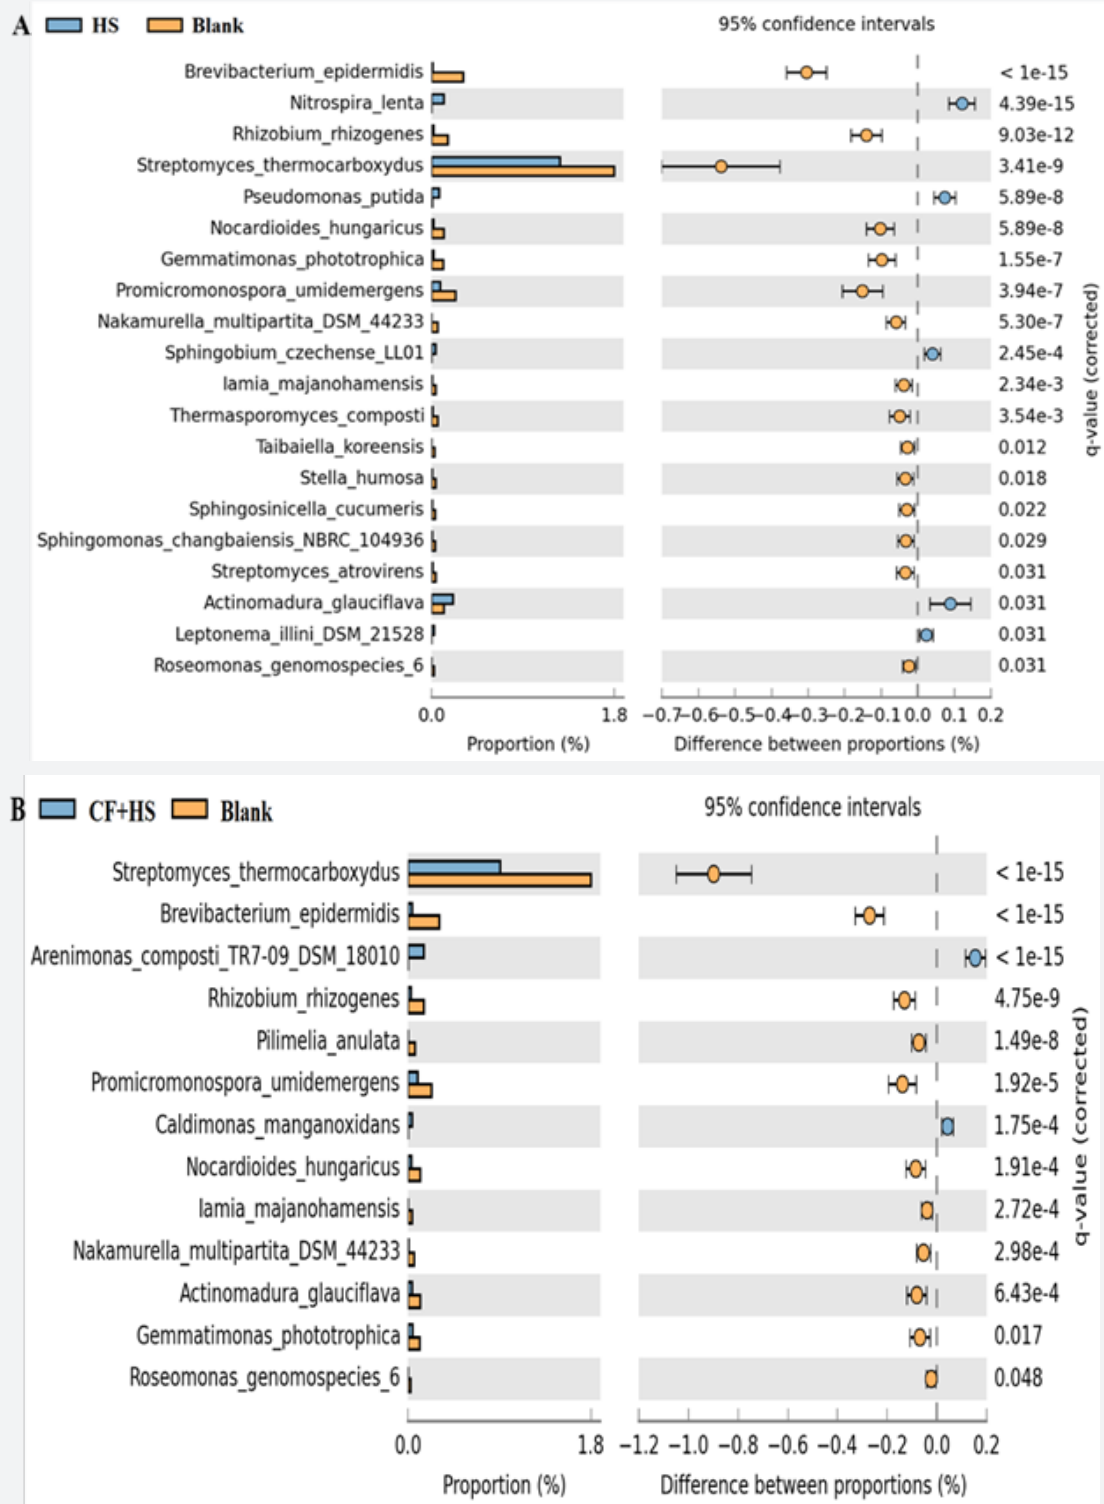 A HS Blank
95% confidence intervals
Brevibacterium_epidermidis < 1e-15
Nitrospira_lenta 4.39e-15
Rhizobium_rhizogenes 9.03e-12
Streptomyces_thermocarboxydus 3.41e-9
Pseudomonas_putida 5.89e-8
Nocardioides_hungaricus 5.89e-8
Gemmatimonas_phototrophica 1.55e-7
Promicromonospora_umidemergens 3.94e-7
Nakamurella_multipartita_DSM_44233 5.30e-7
Sphingobium_czechense_LL01 2.45e-4
Iamia_majanohamensis 2.34e-3
Thermasporomyces_composti 3.54e-3
Taibaiella_koreensis 0.012
Stella_humosa 0.018
Sphingosinicella_cucumeris 0.022
Sphingomonas_changbaiensis_NBRC_104936 0.029
Streptomyces_atrovirens 0.031
Actinomadura_glauciflava 0.031
Leptonema_illini_DSM_21528 0.031
Roseomonas_genomospecies_6 0.031
q-value (corrected)
0.0 1.8 −0.7−0.6−0.5−0.4−0.3−0.2−0.1 0.0 0.1 0.2
Proportion (%) Difference between proportions (%)
B CF+HS Blank
95% confidence intervals
Streptomyces_thermocarboxydus < 1e-15
Brevibacterium_epidermidis < 1e-15
Arenimonas_composti_TR7-09_DSM_18010 < 1e-15
Rhizobium_rhizogenes 4.75e-9
Pilimelia_anulata 1.49e-8
Promicromonospora_umidemergens 1.92e-5
Caldimonas_manganoxidans 1.75e-4
Nocardioides_hungaricus 1.91e-4
Iamia_majanohamensis 2.72e-4
Nakamurella_multipartita_DSM_44233 2.98e-4
Actinomadura_glauciflava 6.43e-4
Gemmatimonas_phototrophica 0.017
Roseomonas_genomospecies_6 0.048
q-value (corrected)
0.0 1.8 −1.2 −1.0 −0.8 −0.6 −0.4 −0.2 0.0 0.2
Proportion (%) Difference between proportions (%)